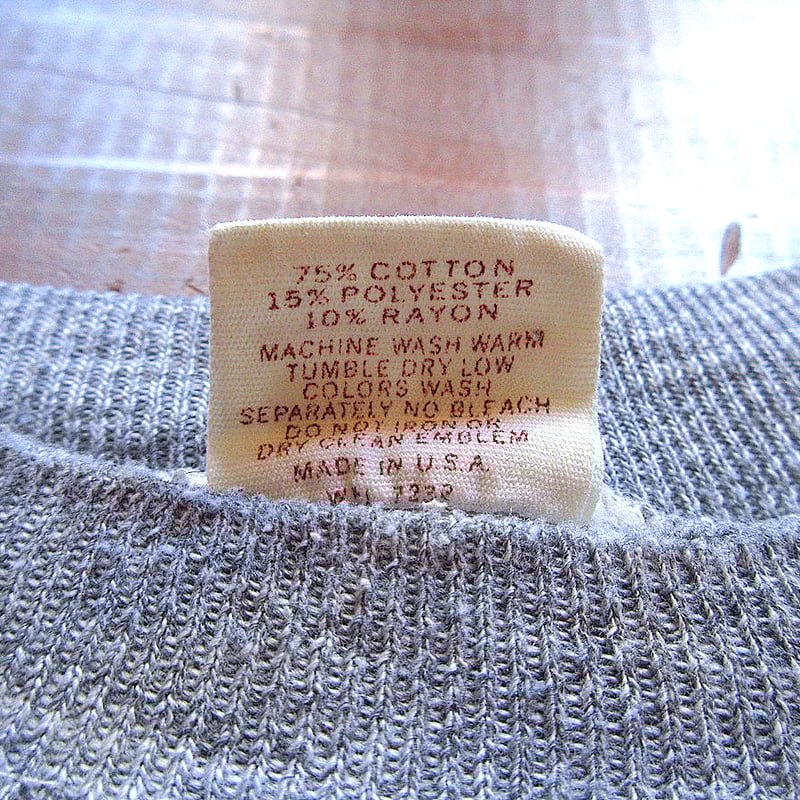 75% COTTON
15% POLYESTER
10% RAYON
MACHINE WASH WARM
TUMBLE DRY LOW
COLORS WASH
SEPARATELY NO BLEACH
DO NOT IRON OR
DRY CLEAN EMBLEM
MADE IN U.S.A.